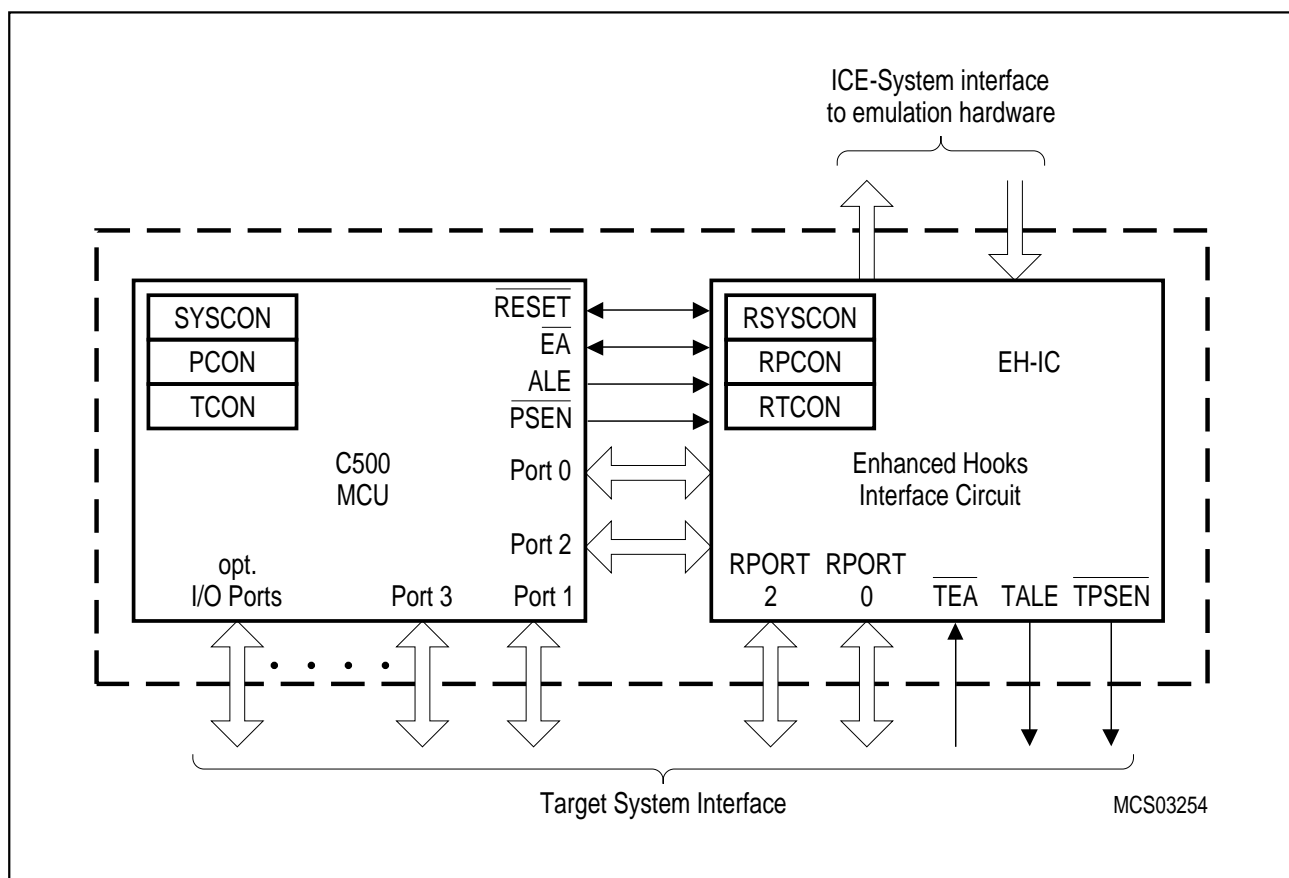 ICE-System interface
to emulation hardware
SYSCON
PCON
TCON
RESET
EA
ALE
PSEN
Port 0
Port 2
C500
MCU
opt.
I/O Ports
Port 3
Port 1
RSYSCON
RPCON
RTCON
EH-IC
Enhanced Hooks
Interface Circuit
RPORT
2
RPORT
0
TEA
TALE
TPSEN
Target System Interface
MCS03254